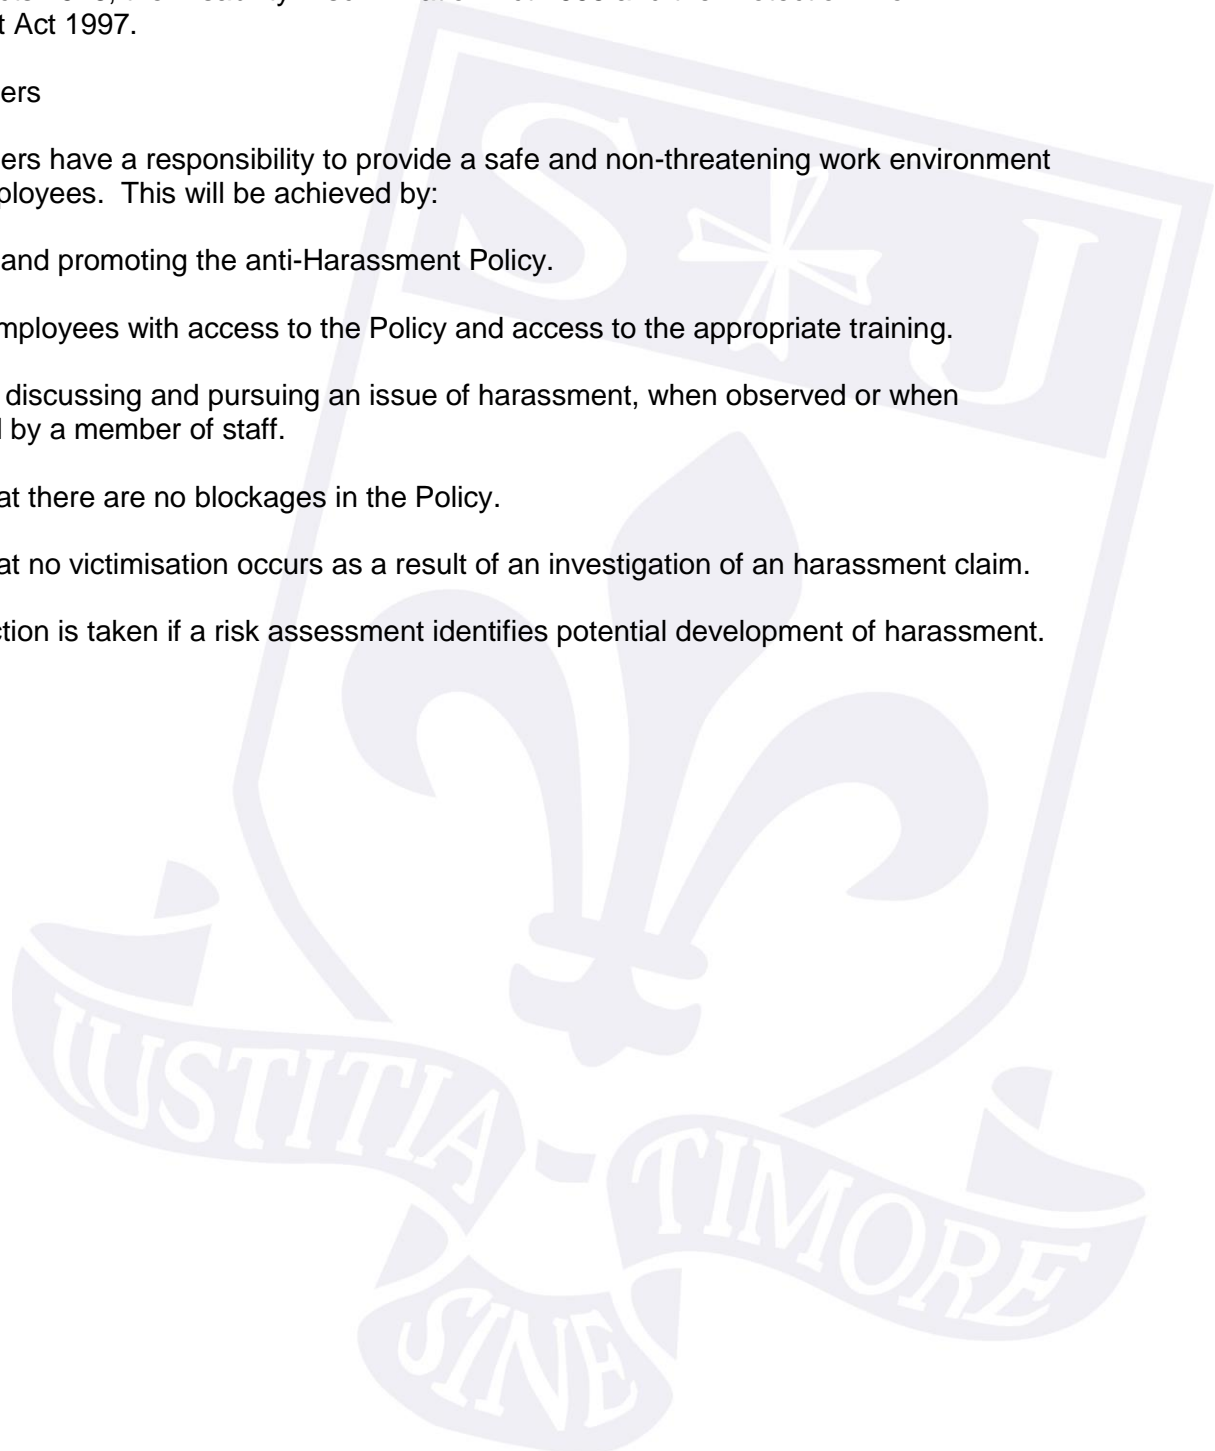 t Act 1997.
ers
ers have a responsibility to provide a safe and non-threatening work environment
ployees. This will be achieved by:
and promoting the anti-Harassment Policy.
mployees with access to the Policy and access to the appropriate training.
discussing and pursuing an issue of harassment, when observed or when
by a member of staff.
at there are no blockages in the Policy.
at no victimisation occurs as a result of an investigation of an harassment claim.
ction is taken if a risk assessment identifies potential development of harassment.
S J
IUSTITIA
SINE
TIMORE